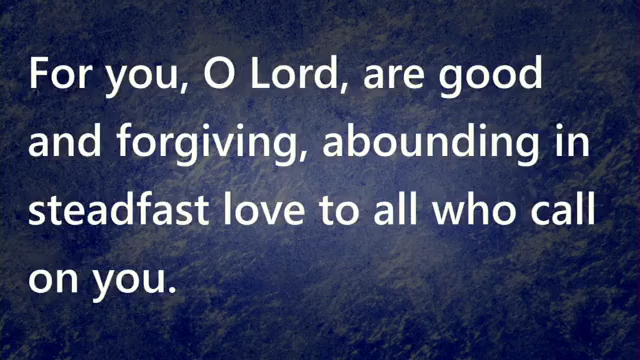 For you, O Lord, are good
and forgiving, abounding in
steadfast love to all who call
on you.